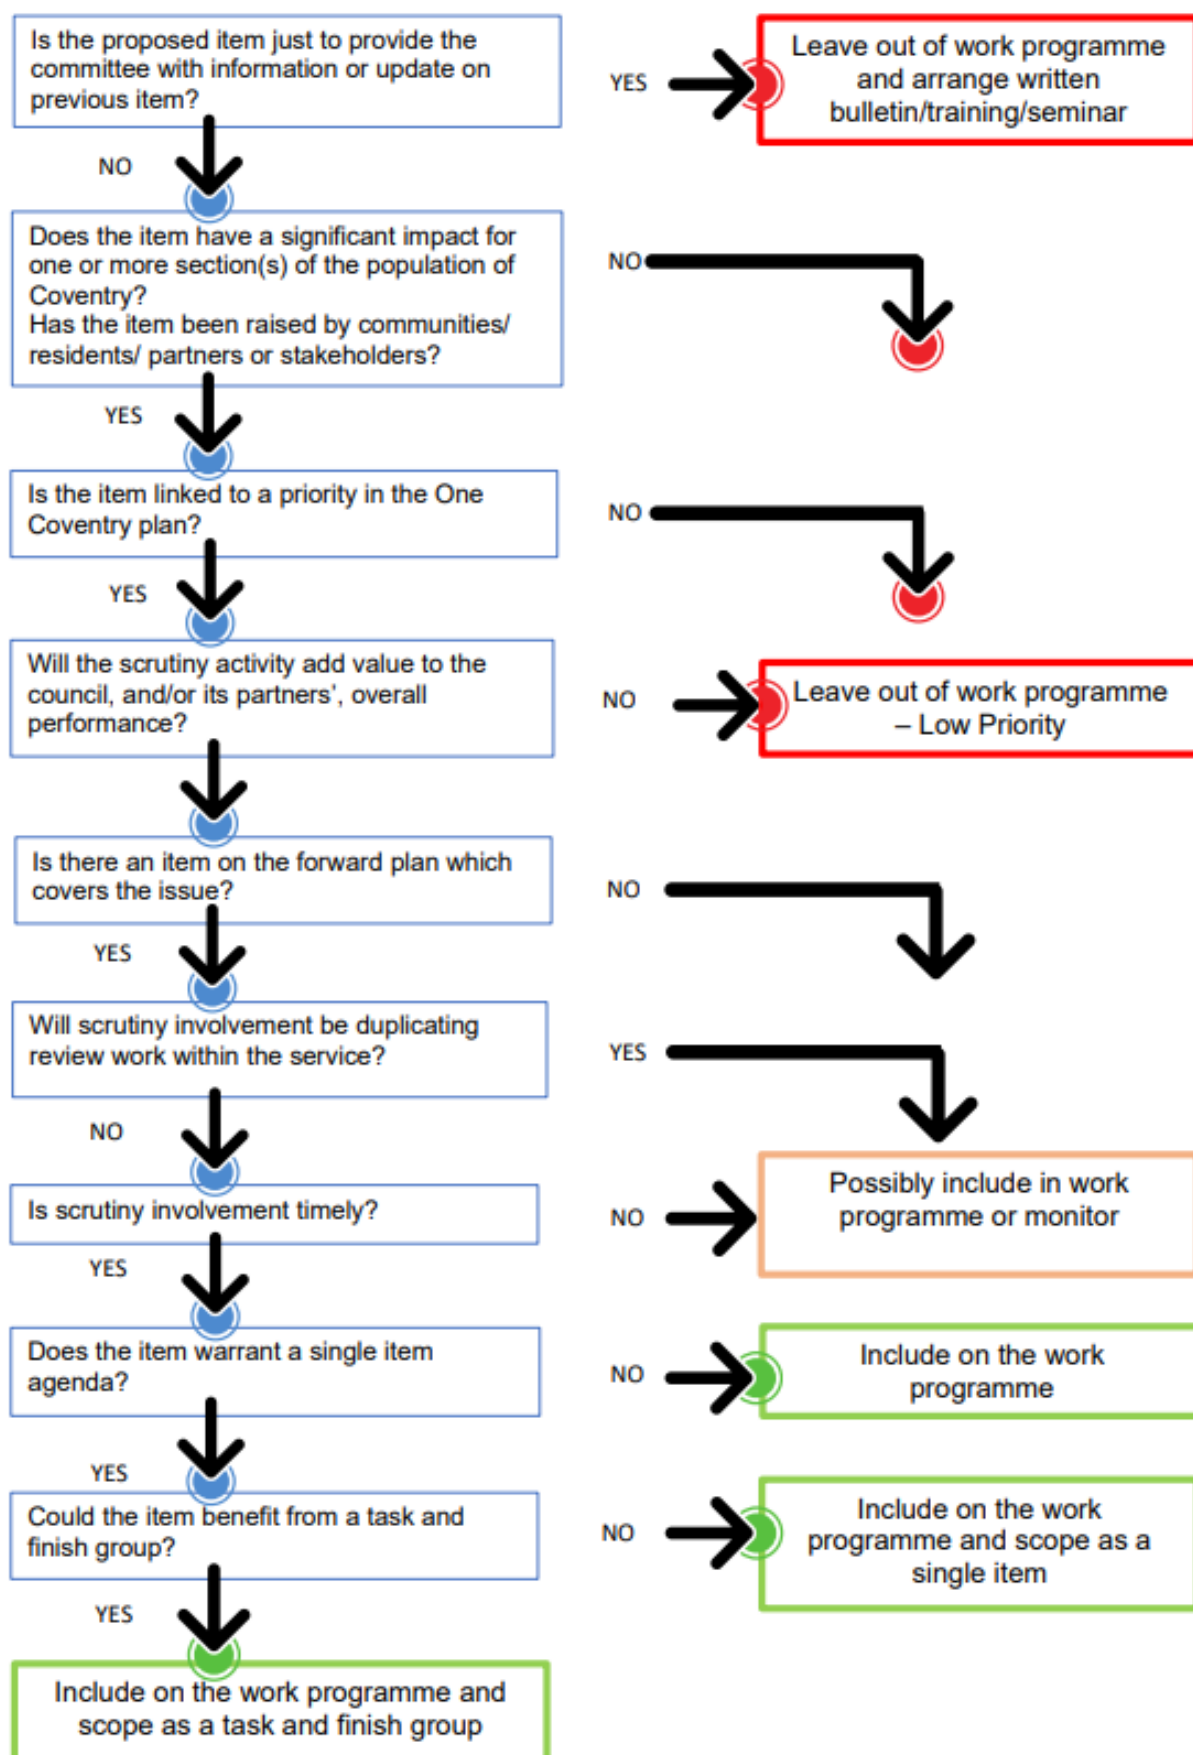 Is the proposed item just to provide the
committee with information or update on
previous item?
YES
Leave out of work programme
and arrange written
bulletin/training/seminar
NO
Does the item have a significant impact for
one or more section(s) of the population of
Coventry?
Has the item been raised by communities/
residents/ partners or stakeholders?
NO
YES
Is the item linked to a priority in the One
Coventry plan?
NO
YES
Will the scrutiny activity add value to the
council, and/or its partners', overall
performance?
NO
Leave out of work programme
– Low Priority
Is there an item on the forward plan which
covers the issue?
NO
YES
Will scrutiny involvement be duplicating
review work within the service?
YES
NO
Is scrutiny involvement timely?
NO
Possibly include in work
programme or monitor
YES
Does the item warrant a single item
agenda?
NO
Include on the work
programme
YES
Could the item benefit from a task and
finish group?
NO
Include on the work
programme and scope as a
single item
YES
Include on the work programme and
scope as a task and finish group